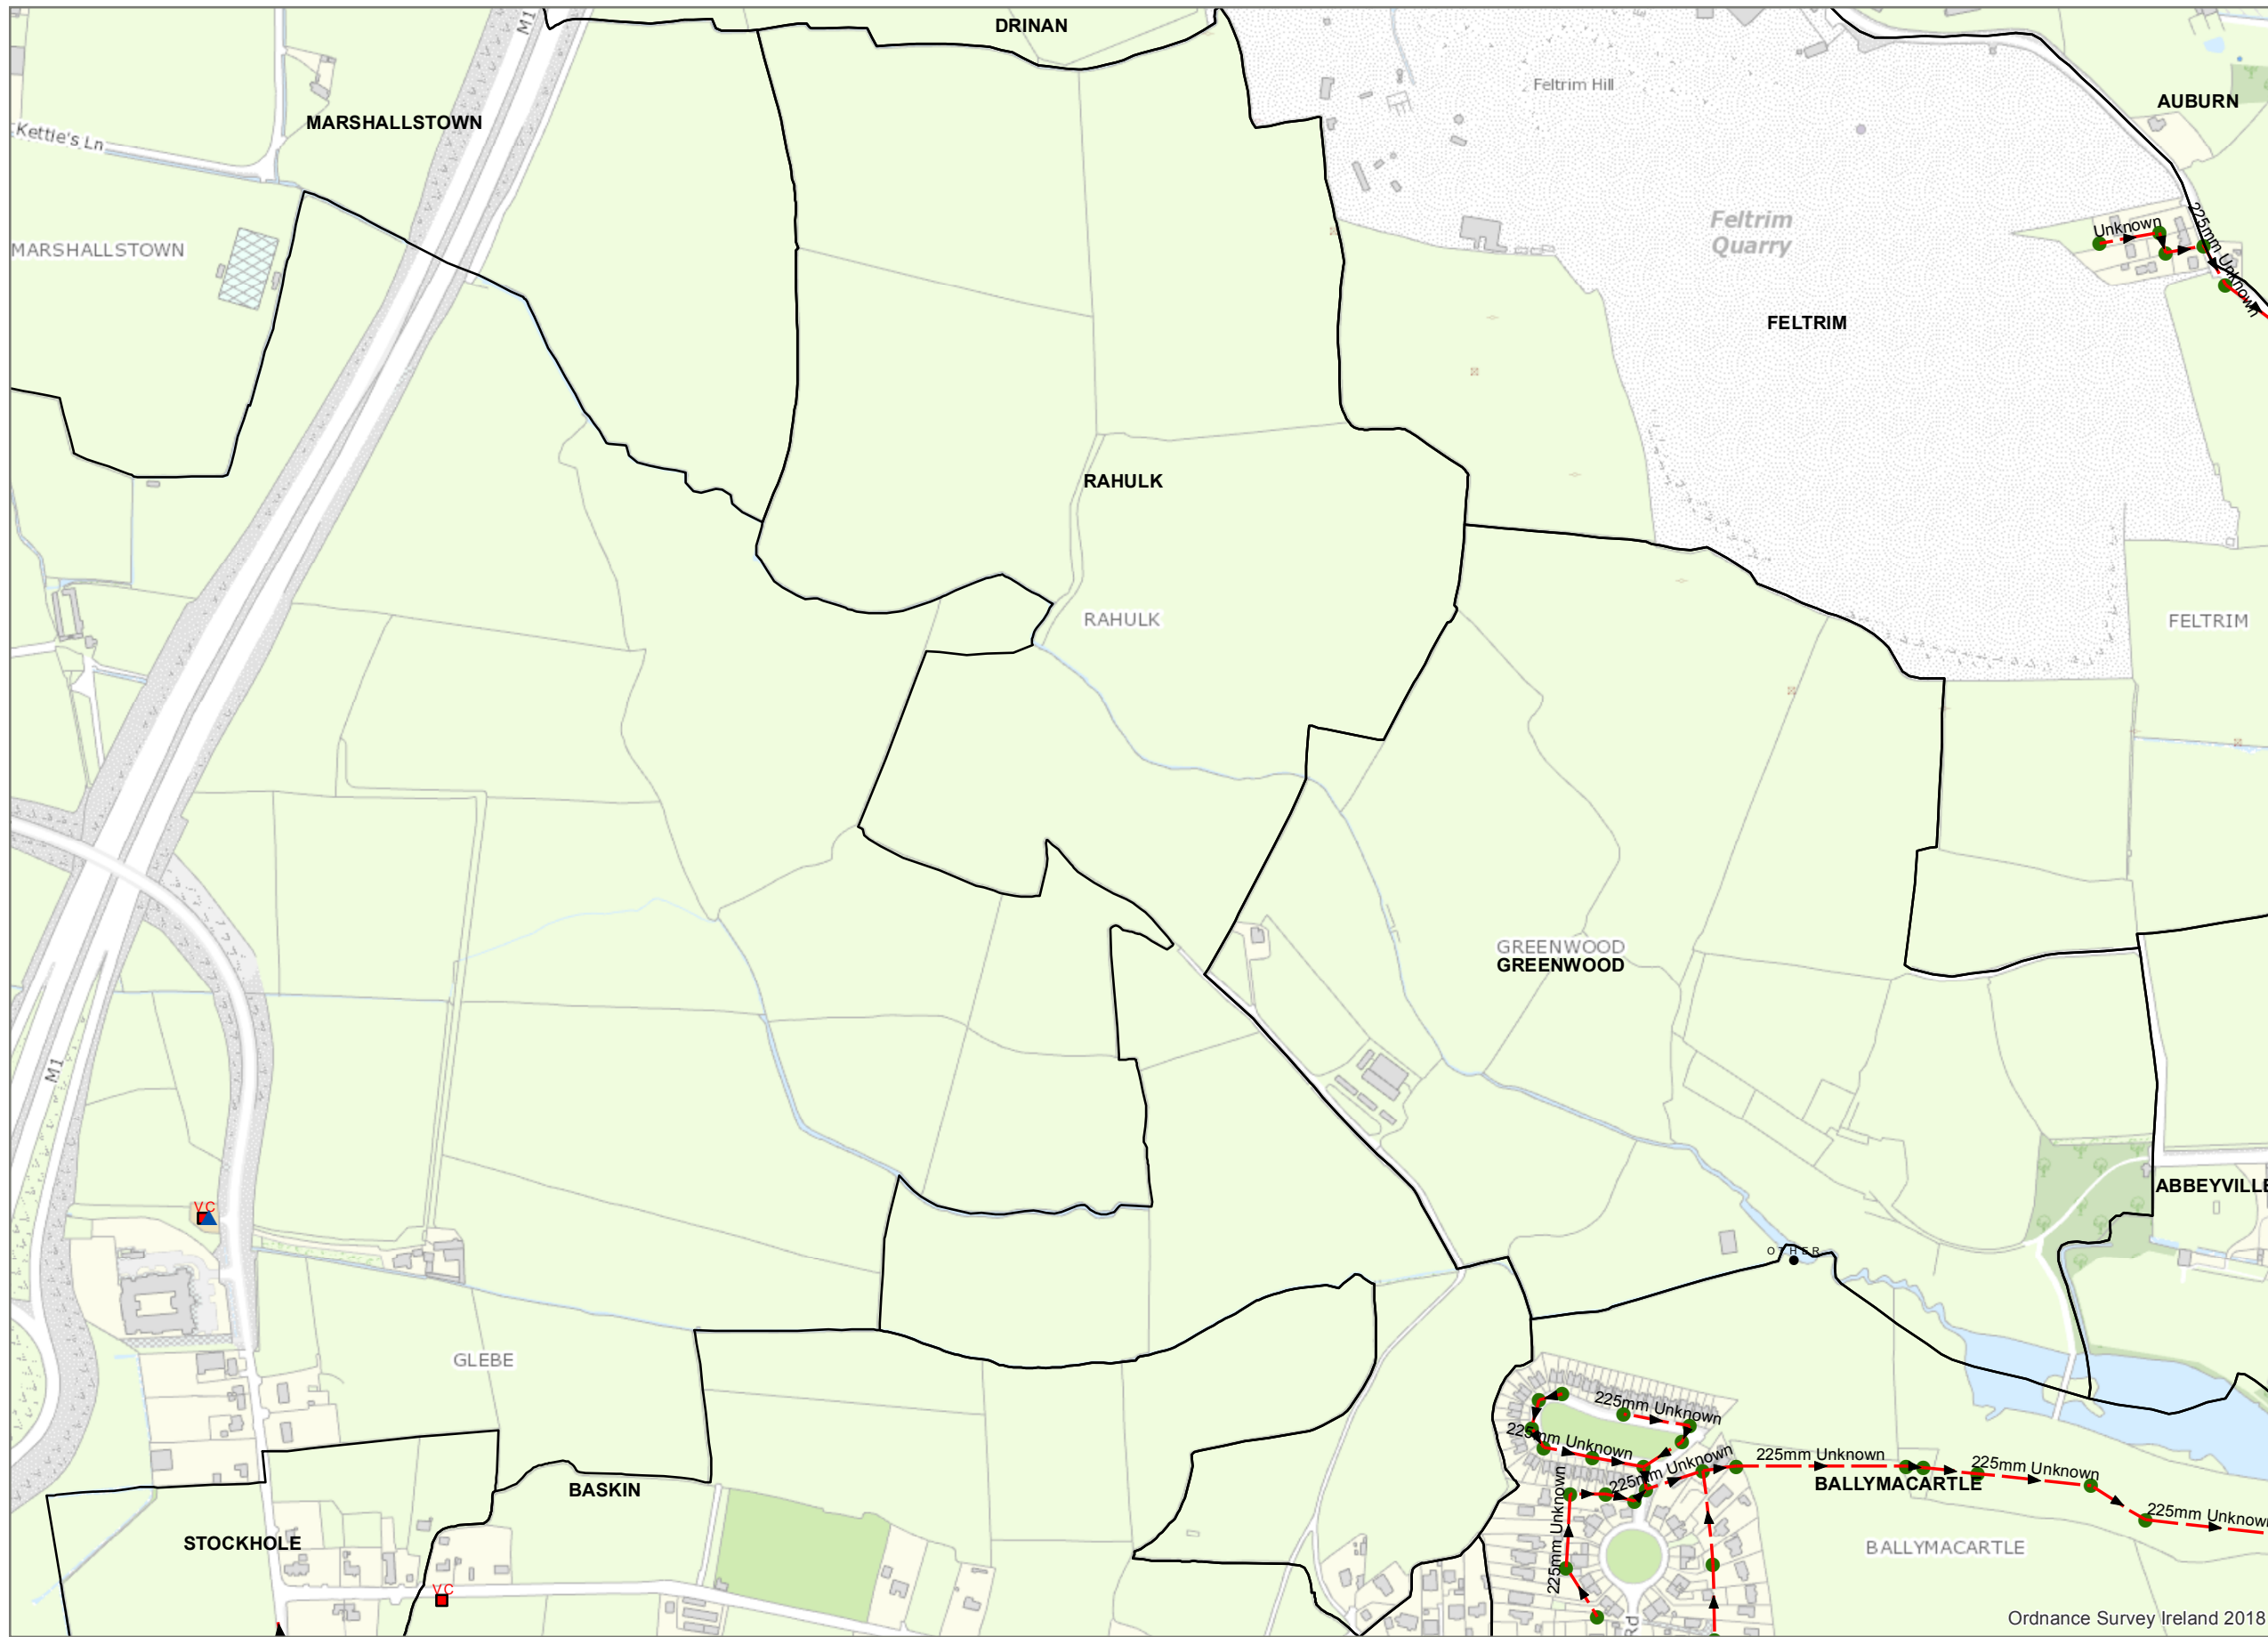 M1
DRINAN
Feltrim Hill
AUBURN
MARSHALLSTOWN
Kettle's Ln
Unknown
225mm Unknown
Feltrim
Quarry
MARSHALLSTOWN
FELTRIM
RAHULK
RAHULK
FELTRIM
GREENWOOD
GREENWOOD
M1
ABBEYVILLE
VC
OTHER
GLEBE
225mm Unknown
225mm Unknown
225mm Unknown
225mm Unknown
225mm Unknown
BALLYMACARTLE
BASKIN
225mm Unknown
225mm Unknown
STOCKHOLE
BALLYMACARTLE
VC
Rd
Ordnance Survey Ireland 2018